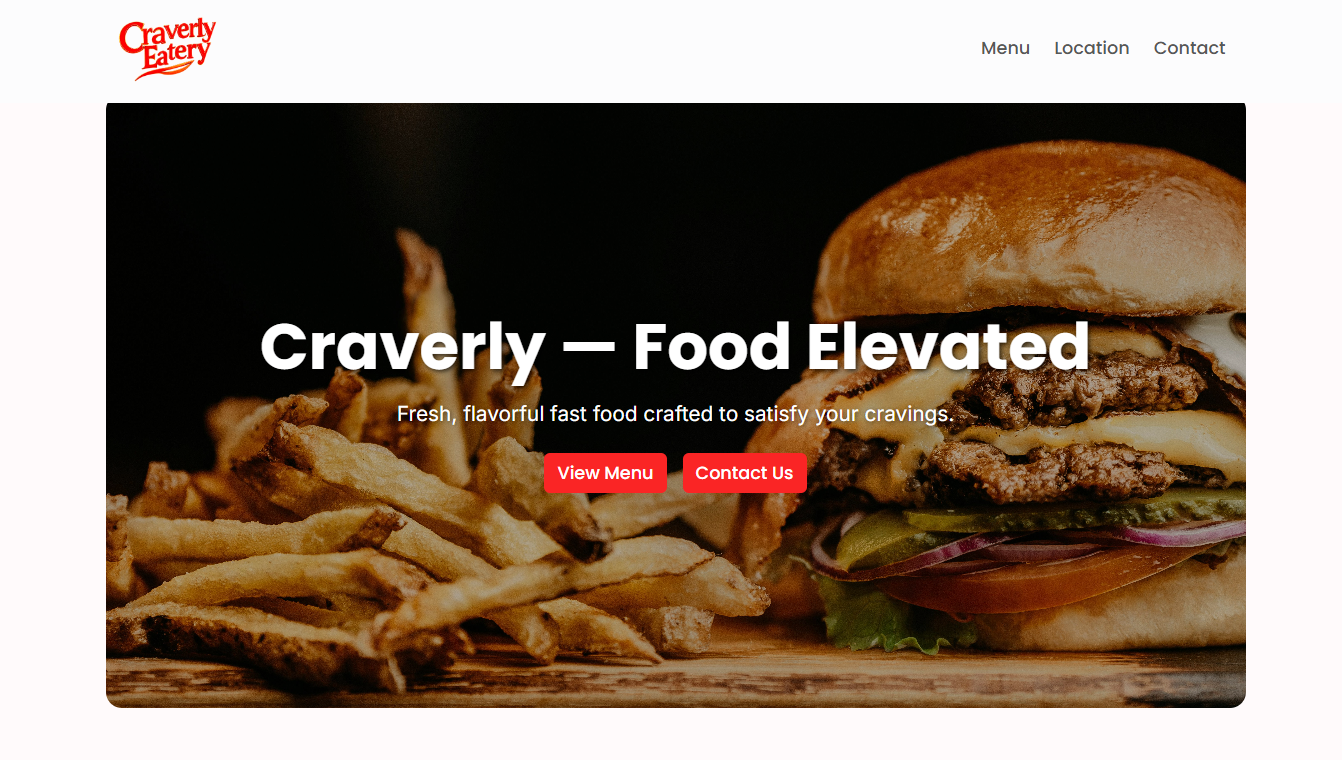 Craverly
Eatery
Menu Location Contact
Craverly — Food Elevated
Fresh, flavorful fast food crafted to satisfy your cravings.
View Menu Contact Us